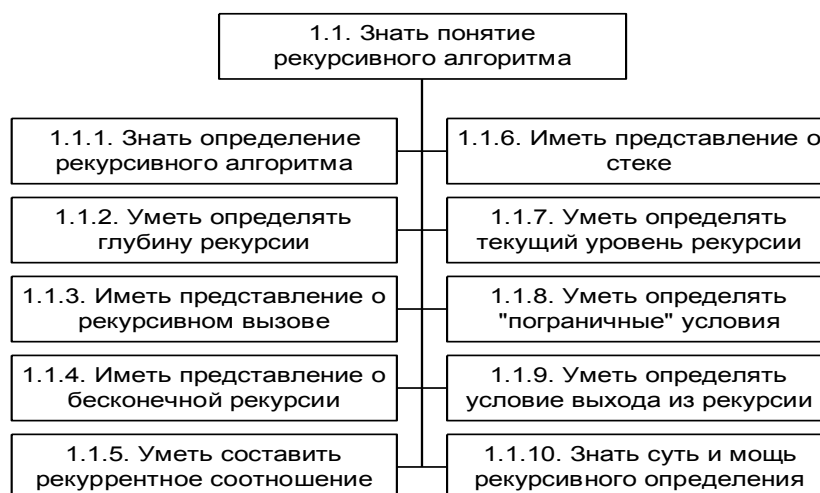 1.1. Знать понятие
рекурсивного алгоритма
1.1.1. Знать определение
рекурсивного алгоритма
1.1.2. Уметь определять
глубину рекурсии
1.1.3. Иметь представление о
рекурсивном вызове
1.1.4. Иметь представление о
бесконечной рекурсии
1.1.5. Уметь составить
рекуррентное соотношение
1.1.6. Иметь представление о
стеке
1.1.7. Уметь определять
текущий уровень рекурсии
1.1.8. Уметь определять
"пограничные" условия
1.1.9. Уметь определять
условие выхода из рекурсии
1.1.10. Знать суть и мощь
рекурсивного определения